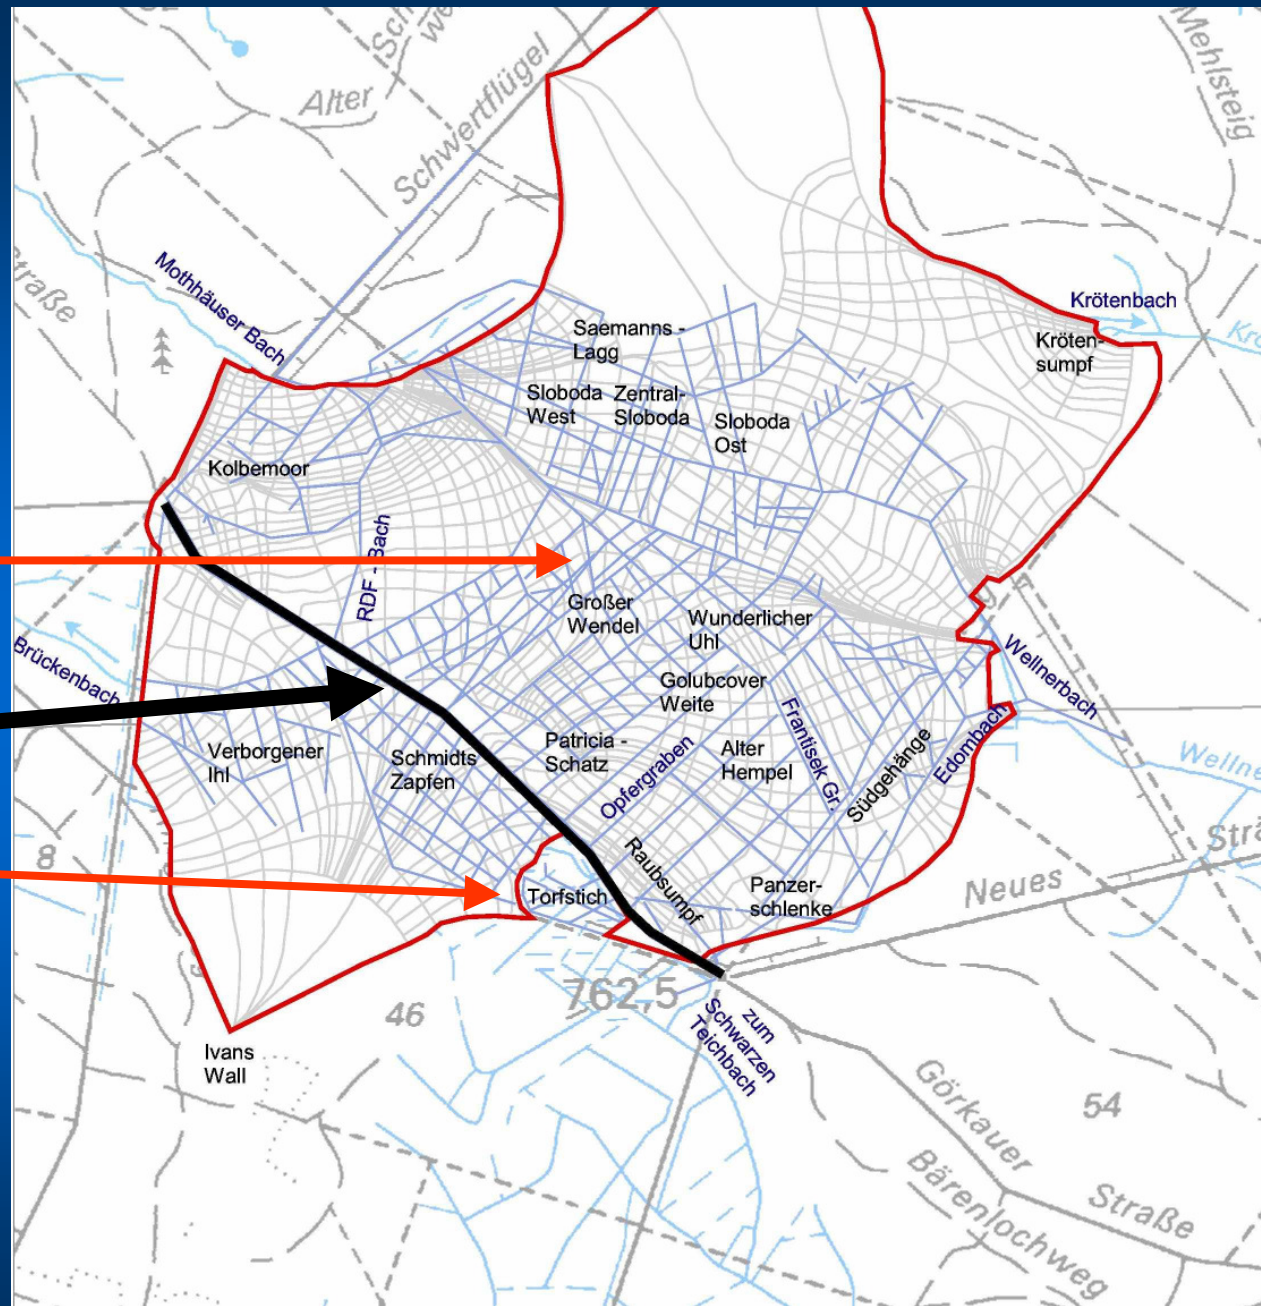 Alter
Schwertflügel
Mehlsteig
Mothhäuser Bach
Krötenbach
Kröten-
sumpf
Saemanns -
Lagg
Sloboda
West
Zentral-
Sloboda
Sloboda
Ost
Kolbemoor
RDF - Bach
Großer
Wendel
Wunderlicher
Uhl
Wellnerbach
Brückenbach
Golubcover
Weite
Frantisek Gr.
Verborgener
Ihl
Schmidts
Zapfen
Patricia -
Schatz
Opfergraben
Alter
Hempel
Südgehänge
Edombach
8
Raubsumpf
Torfstich
Panzer-
schlenke
Neues
762,5
46
zum
Schwarzen
Teichbach
Ivans
Wall
Görkauer
Straße
54
Bärenlochweg